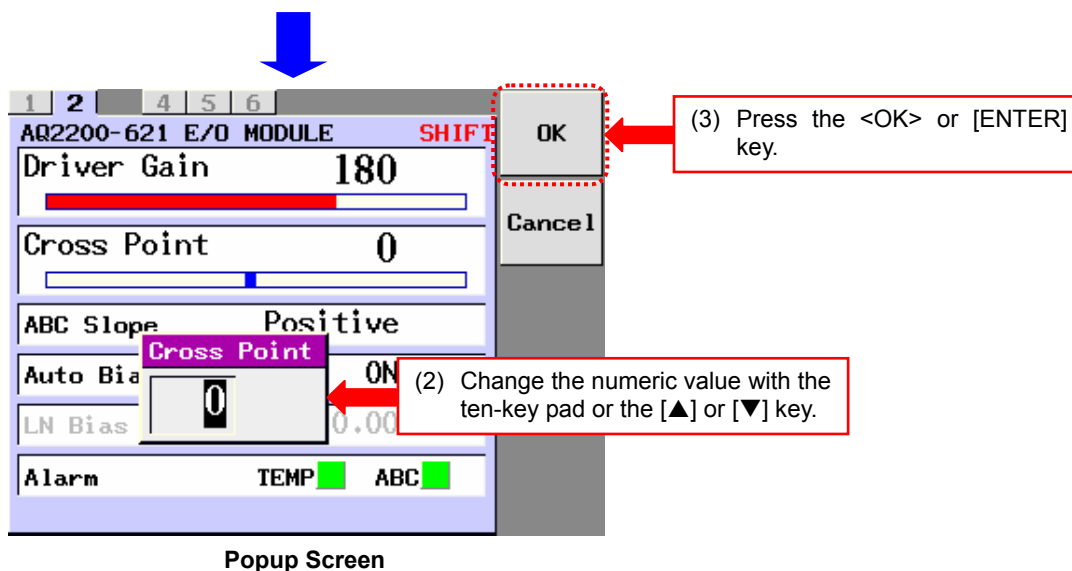 1 2 4 5 6
AQ2200-621 E/O MODULE SHIFT
OK
(3) Press the <OK> or [ENTER]
key.
Driver Gain 180
Cancel
Cross Point 0
ABC Slope Positive
Cross Point
Auto Bia ON
0
(2) Change the numeric value with the
ten-key pad or the [▲] or [▼] key.
LN Bias 0.00
Alarm TEMP ABC
Popup Screen